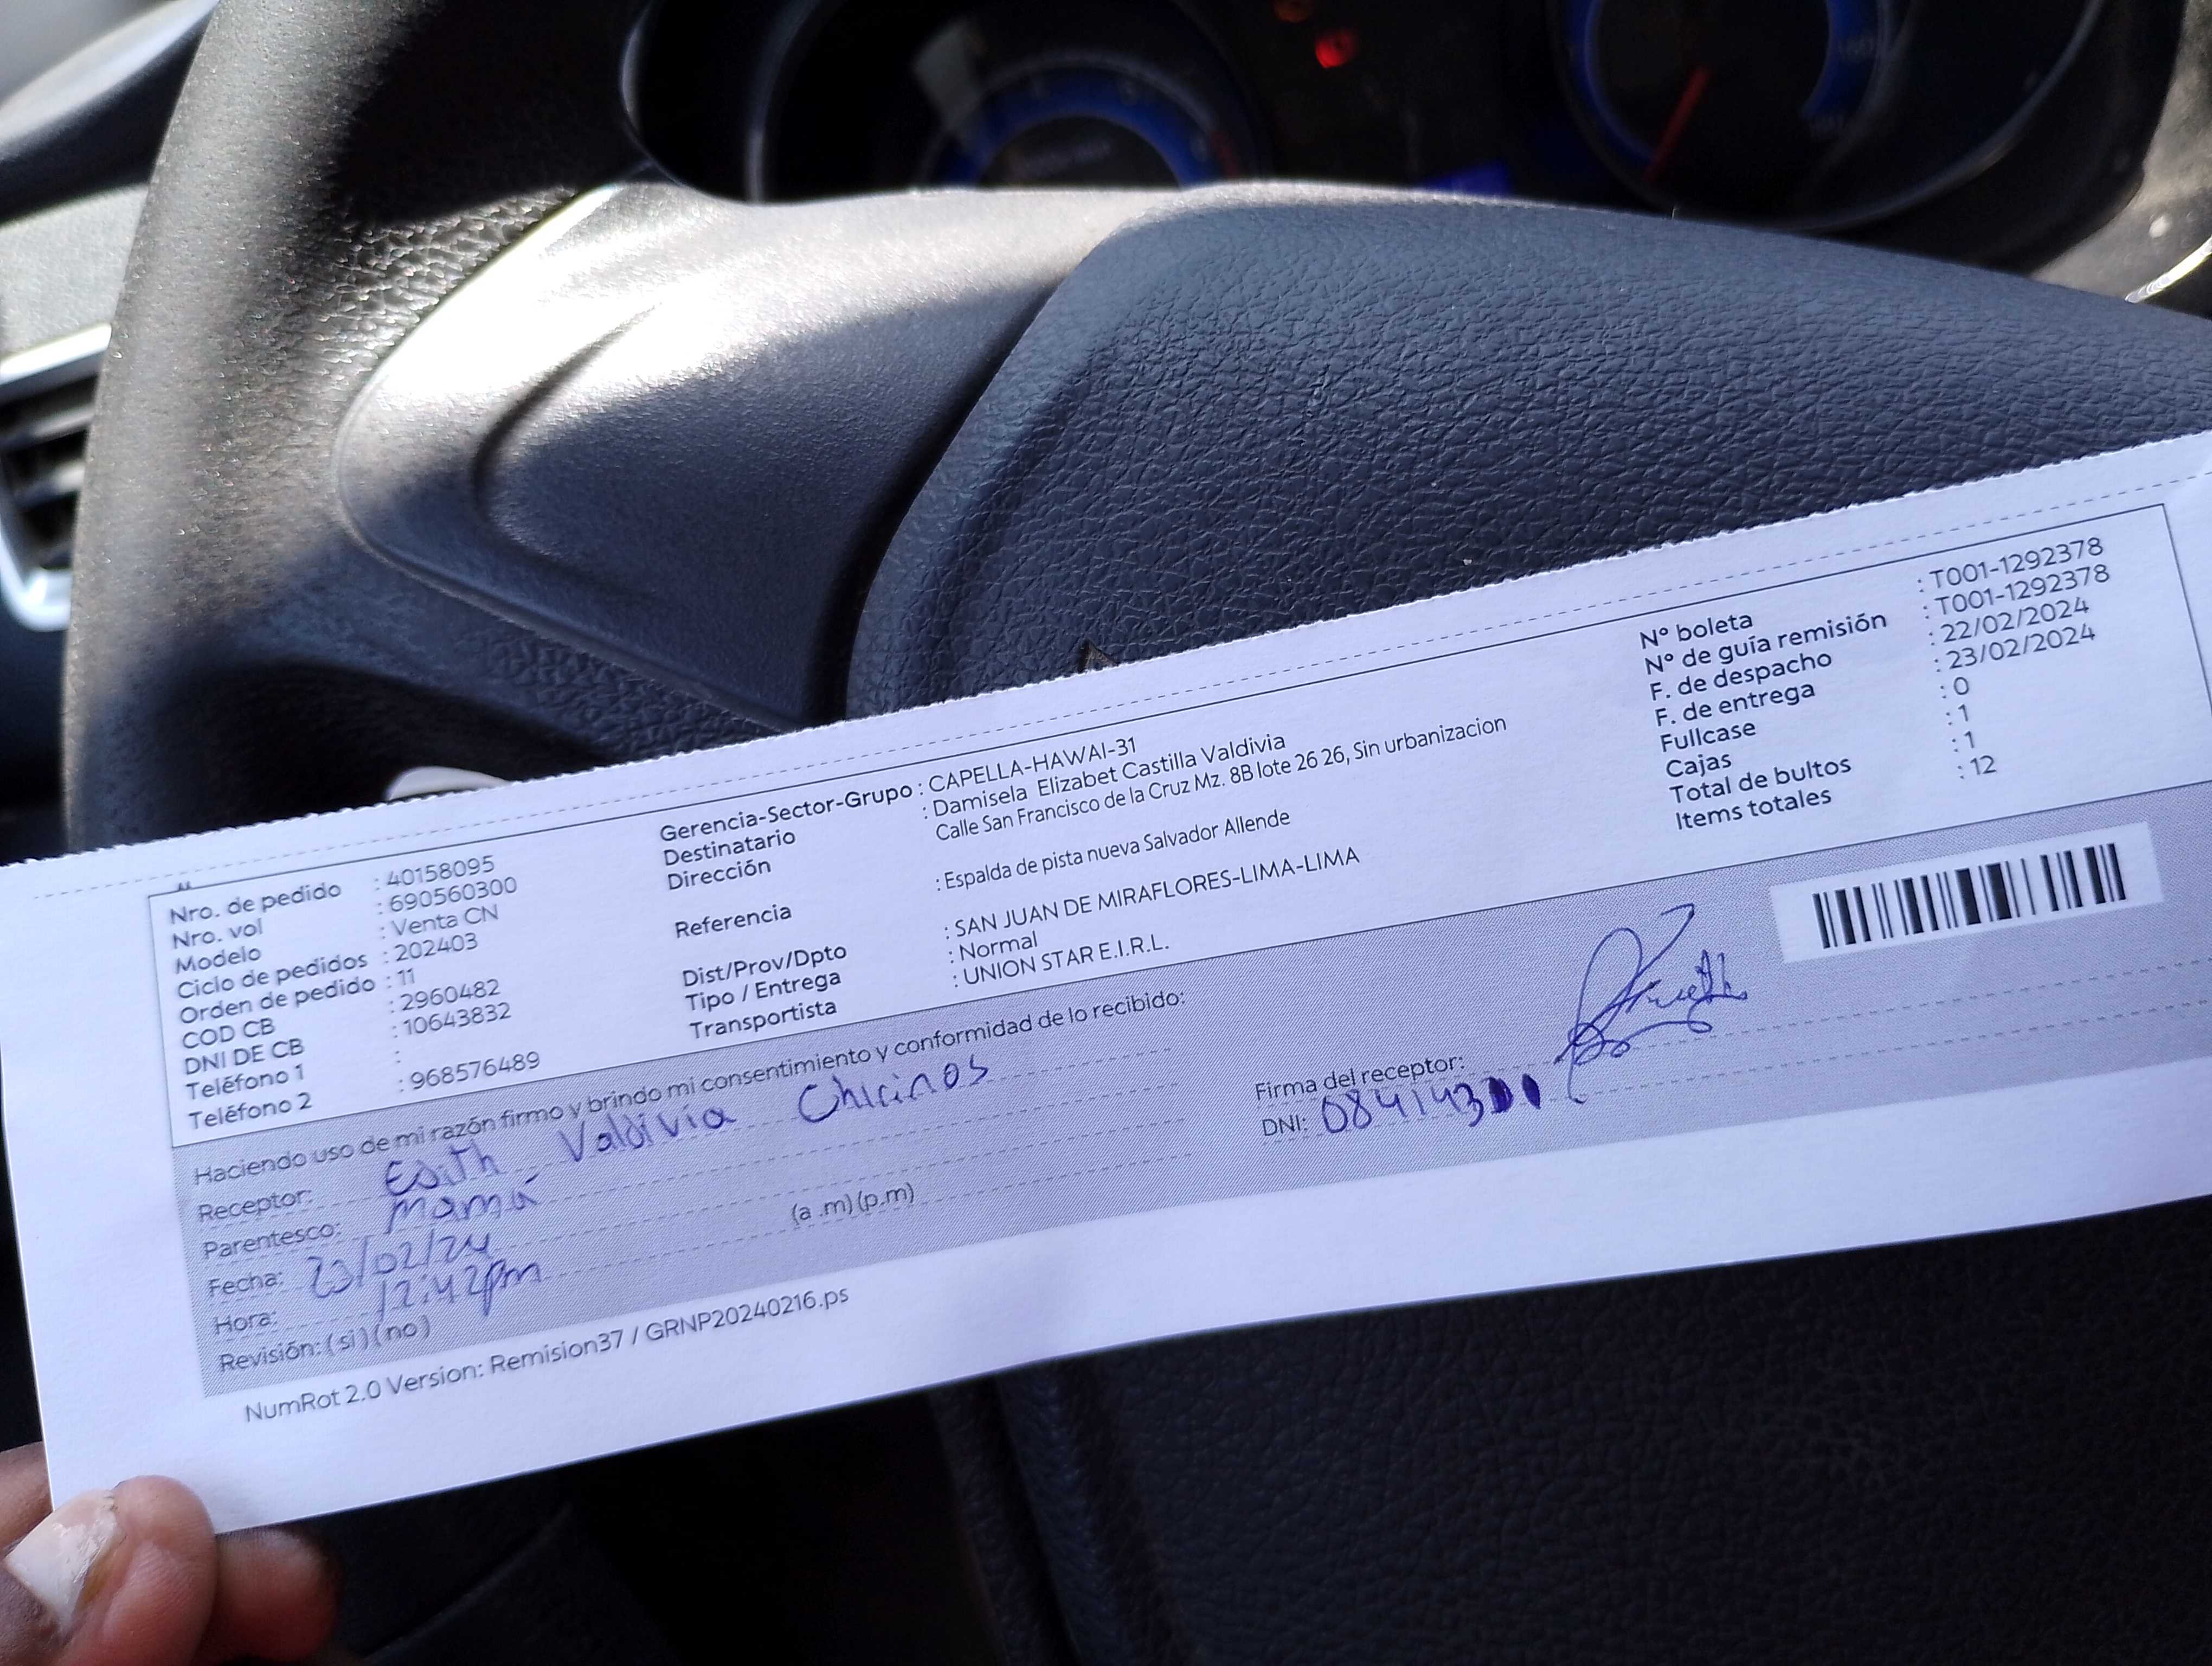 Nro. de pedido : 40158095
Nro. vol : 690560300
Modelo : Venta CN
Ciclo de pedidos : 202403
Orden de pedido : 11
COD CB : 2960482
DNI DE CB : 10643832
Teléfono 1 :
Teléfono 2 : 968576489
Gerencia-Sector-Grupo : CAPELLA-HAWAI-31
Destinatario : Damisela Elizabet Castilla Valdivia
Dirección Calle San Francisco de la Cruz Mz. 8B lote 26 26, Sin urbanizacion
Referencia : Espalda de pista nueva Salvador Allende
Dist/Prov/Dpto : SAN JUAN DE MIRAFLORES-LIMA-LIMA
Tipo / Entrega : Normal
Transportista : UNION STAR E.I.R.L.
N° boleta : T001-1292378
N° de guía remisión : T001-1292378
F. de despacho : 22/02/2024
F. de entrega : 23/02/2024
Fullcase : 0
Cajas : 1
Total de bultos : 1
Items totales : 12
Haciendo uso de mi razón firmo y brindo mi consentimiento y conformidad de lo recibido:
Receptor: Edith Valdivia Chicinos
Parentesco: Mamá
Fecha: 23/02/24
Hora: 12:42pm (a .m) (p.m)
Revisión: (si) (no)
Firma del receptor:
DNI:
NumRot 2.0 Version: Remision37 / GRNP20240216.ps